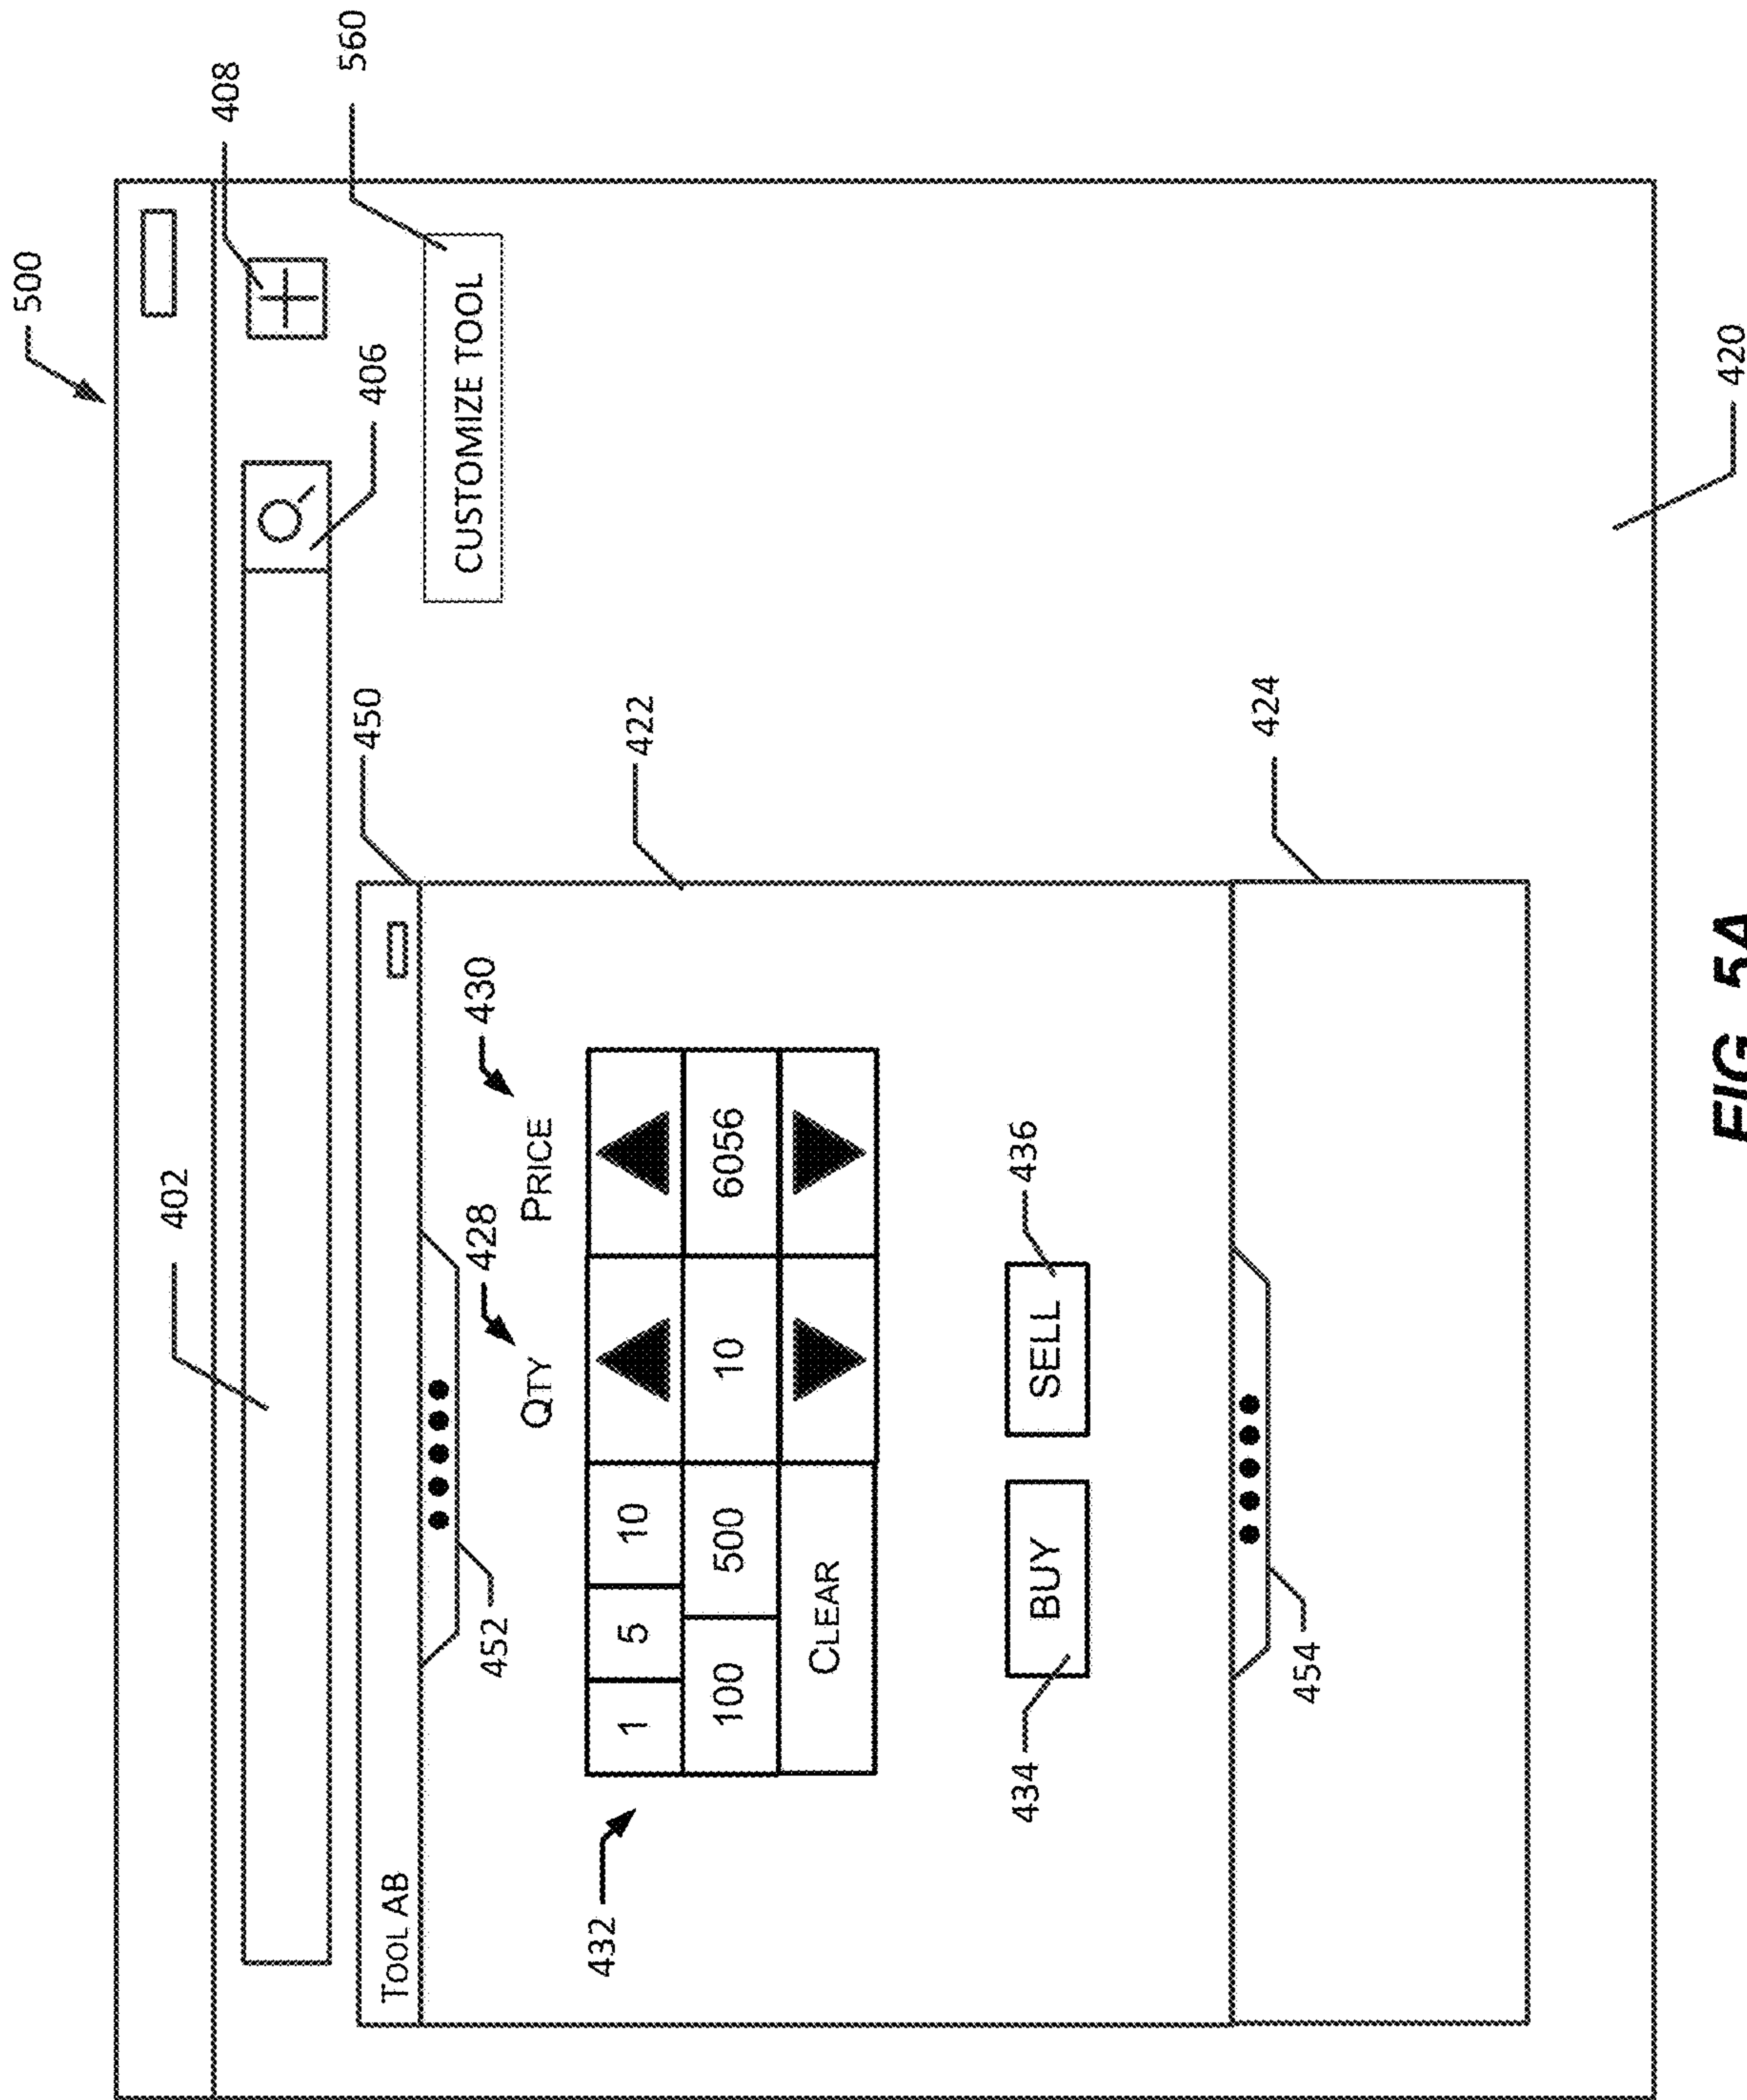 500
402
408
406
560
CUSTOMIZE TOOL
450
TOOL AB
452
428
430
QTY
PRICE
422
432
1 5 10
100 500 10 6056
CLEAR
434
BUY
SELL
436
424
454
420
FIG. 5A